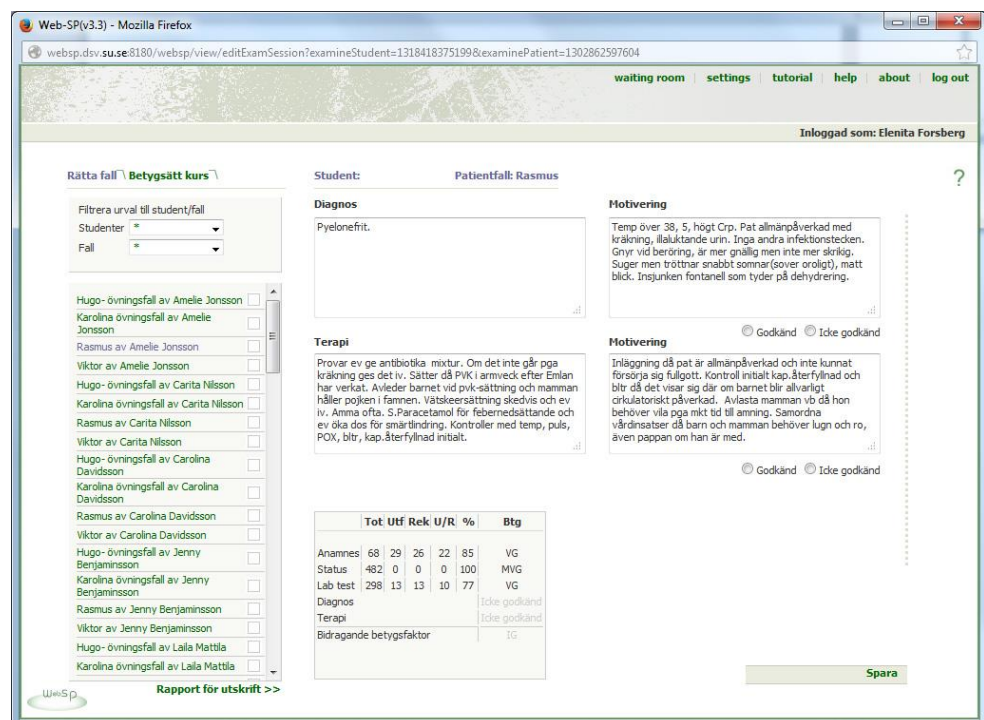 Web-SP(v3.3) - Mozilla Firefox
websp.dsv.su.se:8180/websp/view/editExamSession?examineStudent=1318418375199&examinePatient=1302862597604
waiting room | settings | tutorial | help | about | log out
Inloggad som: Elenita Forsberg
Rätta fall Betygsätt kurs
Filtrera urval till student/fall
Studenter *
Fall *
Hugo- övningsfall av Amelie Jonsson
Karolina övningsfall av Amelie
Jonsson
Rasmus av Amelie Jonsson
Viktor av Amelie Jonsson
Hugo- övningsfall av Carita Nilsson
Karolina övningsfall av Carita Nilsson
Rasmus av Carita Nilsson
Viktor av Carita Nilsson
Hugo- övningsfall av Carolina
Davidsson
Karolina övningsfall av Carolina
Davidsson
Rasmus av Carolina Davidsson
Viktor av Carolina Davidsson
Hugo- övningsfall av Jenny
Benjaminsson
Karolina övningsfall av Jenny
Benjaminsson
Rasmus av Jenny Benjaminsson
Viktor av Jenny Benjaminsson
Hugo- övningsfall av Laila Mattila
Karolina övningsfall av Laila Mattila
Rapport för utskrift >>
WebSp
Student: Patientfall: Rasmus
?
Diagnos
Pyelonefrit.
Motivering
Temp över 38, 5, högt Crp. Pat allmänpåverkad med
kräkning, illaluktande urin. Inga andra infektionstecken.
Gnyr vid beröring, är mer gnällig men inte mer skrikig.
Suger men tröttnar snabbt somnar(sover oroligt), matt
blick. Insjunken fontanell som tyder på dehydrering.
Godkänd Icke godkänd
Terapi
Provar ev ge antibiotika mixtur. Om det inte går pga
kräkning ges det iv. Sätter då PVK i armveck efter Emlan
har verkat. Avleder barnet vid pvk-sättning och mamman
håller pojken i famnen. Vätskeersättning skedvis och ev
iv. Amma ofta. S.Paracetamol för febernedsättande och
ev öka dos för smärtlindring. Kontroller med temp, puls,
POX, bltr, kap.återfyllnad initialt.
Motivering
Inläggning då pat är allmänpåverkad och inte kunnat
försörja sig fullgott. Kontroll initialt kap.återfyllnad och
bltr då det visar sig där om barnet blir allvarligt
cirkulatoriskt påverkad. Avlasta mamman vb då hon
behöver vila pga mkt tid till amning. Samordna
vårdinsatser då barn och mamman behöver lugn och ro,
även pappan om han är med.
Godkänd Icke godkänd
Tot Utf Rek U/R % Btg
Anamnes 68 29 26 22 85 VG
Status 482 0 0 0 100 MVG
Lab test 298 13 13 10 77 VG
Diagnos Icke godkänd
Terapi Icke godkänd
Bidragande betygsfaktor IG
Spara